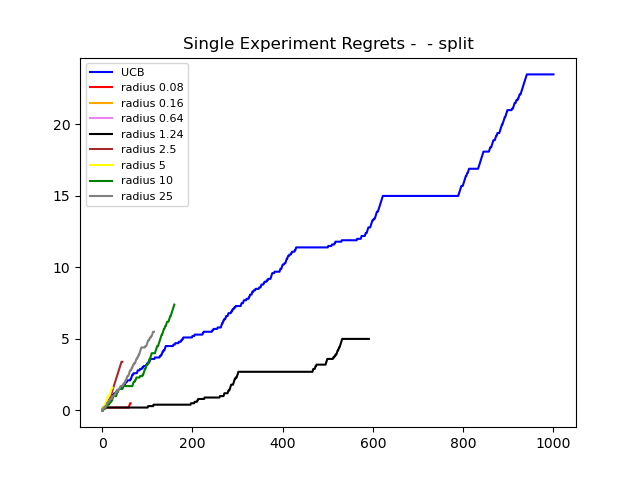 Single Experiment Regrets -  - split
UCB
radius 0.08
radius 0.16
radius 0.64
radius 1.24
radius 2.5
radius 5
radius 10
radius 25
20
15
10
5
0
0 200 400 600 800 1000